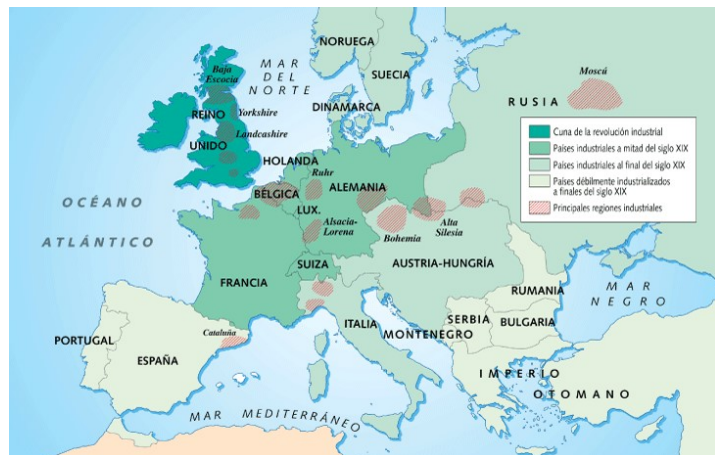 NORUEGA
SUECIA
MAR
DEL
NORTE
Moscú
Baja
Escocia
RUSIA
DINAMARCA
REINO
Yorkshire
Landcashire
UNIDO
HOLANDA
Ruhr
BÉLGICA
ALEMANIA
LUX.
Alsacia-
Lorena
Bohemia
Alta
Silesia
OCÉANO
ATLÁNTICO
SUIZA
AUSTRIA-HUNGRÍA
FRANCIA
RUMANIA
MAR
NEGRO
SERBIA
BULGARIA
ITALIA
MONTENEGRO
Cataluña
PORTUGAL
ESPAÑA
IMPERIO
OTOMANO
MAR MEDITERRÁNEO
Cuna de la revolución industrial
Países industriales a mitad del siglo XIX
Países industriales al final del siglo XIX
Países débilmente industrializados
a finales del siglo XIX
Principales regiones industriales